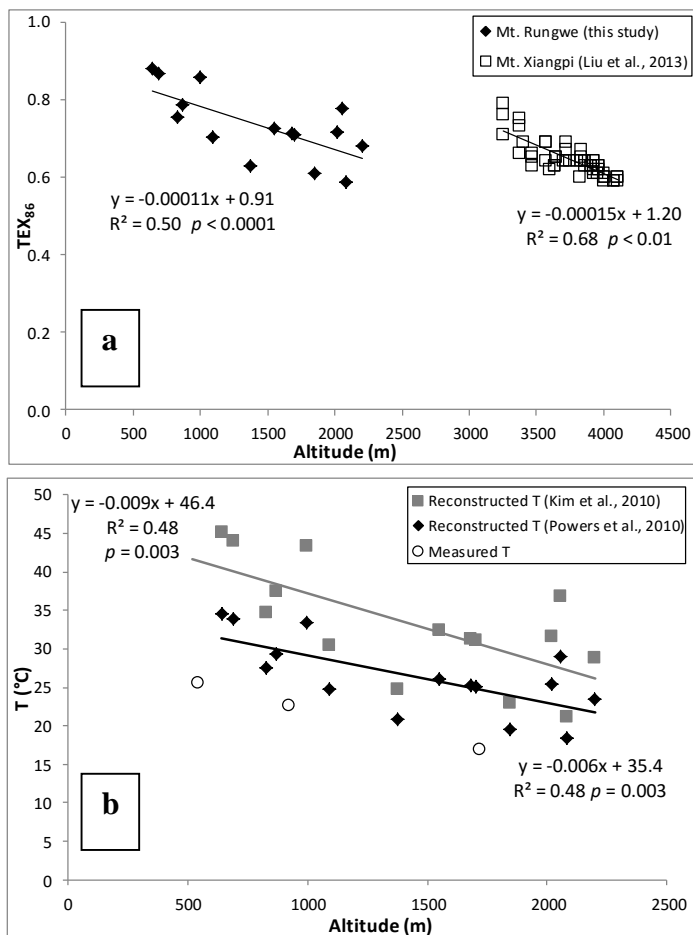 1.0
0.8
0.6
0.4
0.2
0.0
TEX86
◆ Mt. Rungwe (this study)
□ Mt. Xiangpi (Liu et al., 2013)
y = -0.00011x + 0.91
R² = 0.50 p < 0.0001
y = -0.00015x + 1.20
R² = 0.68 p < 0.01
a
0 500 1000 1500 2000 2500 3000 3500 4000 4500
Altitude (m)
50
45
40
35
30
25
20
15
10
5
0
T (°C)
y = -0.009x + 46.4
R² = 0.48
p = 0.003
Reconstructed T (Kim et al., 2010)
Reconstructed T (Powers et al., 2010)
Measured T
y = -0.006x + 35.4
R² = 0.48 p = 0.003
b
0 500 1000 1500 2000 2500
Altitude (m)